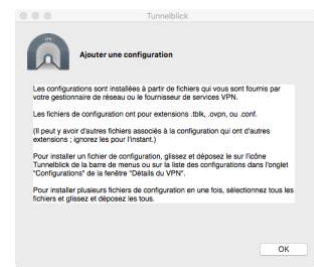 Tunnelblick
Ajouter une configuration
Les configurations sont installées à partir de fichiers qui vous sont fournis par
votre gestionnaire de réseau ou le fournisseur de services VPN.
Les fichiers de configuration ont pour extensions .tblk, .ovpn, ou .conf.
(Il peut y avoir d'autres fichiers associés à la configuration qui ont d'autres
extensions ; ignorez les pour l'instant.)
Pour installer un fichier de configuration, glissez et déposez le sur l'icône
Tunnelblick de la barre de menus ou sur la liste des configurations dans l'onglet
"Configurations" de la fenêtre "Détails du VPN".
Pour installer plusieurs fichiers de configuration en une fois, sélectionnez tous les
fichiers et glissez et déposez les tous.
OK